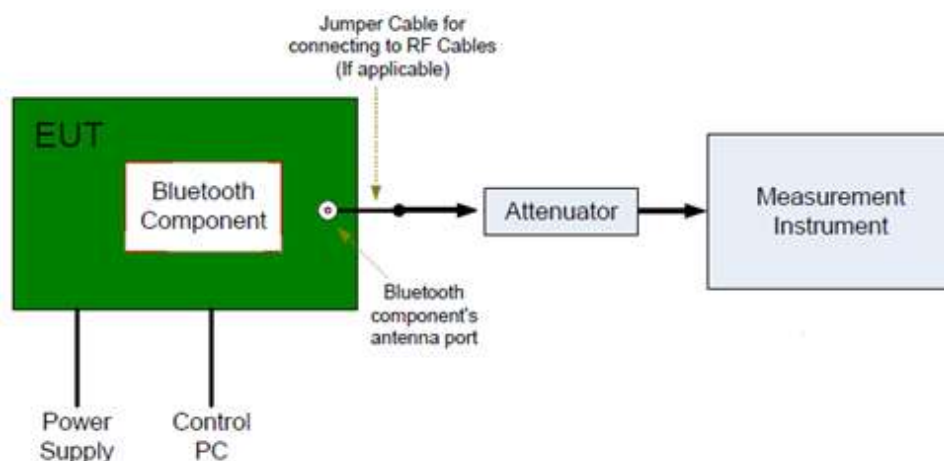 Jumper Cable for
connecting to RF Cables
(If applicable)
EUT
Bluetooth
Component
Attenuator
Measurement
Instrument
Bluetooth
component's
antenna port
Power
Supply
Control
PC